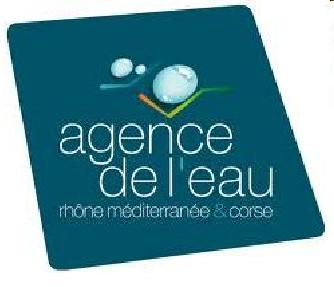 agence
de l'eau
rhône méditerranée & corse